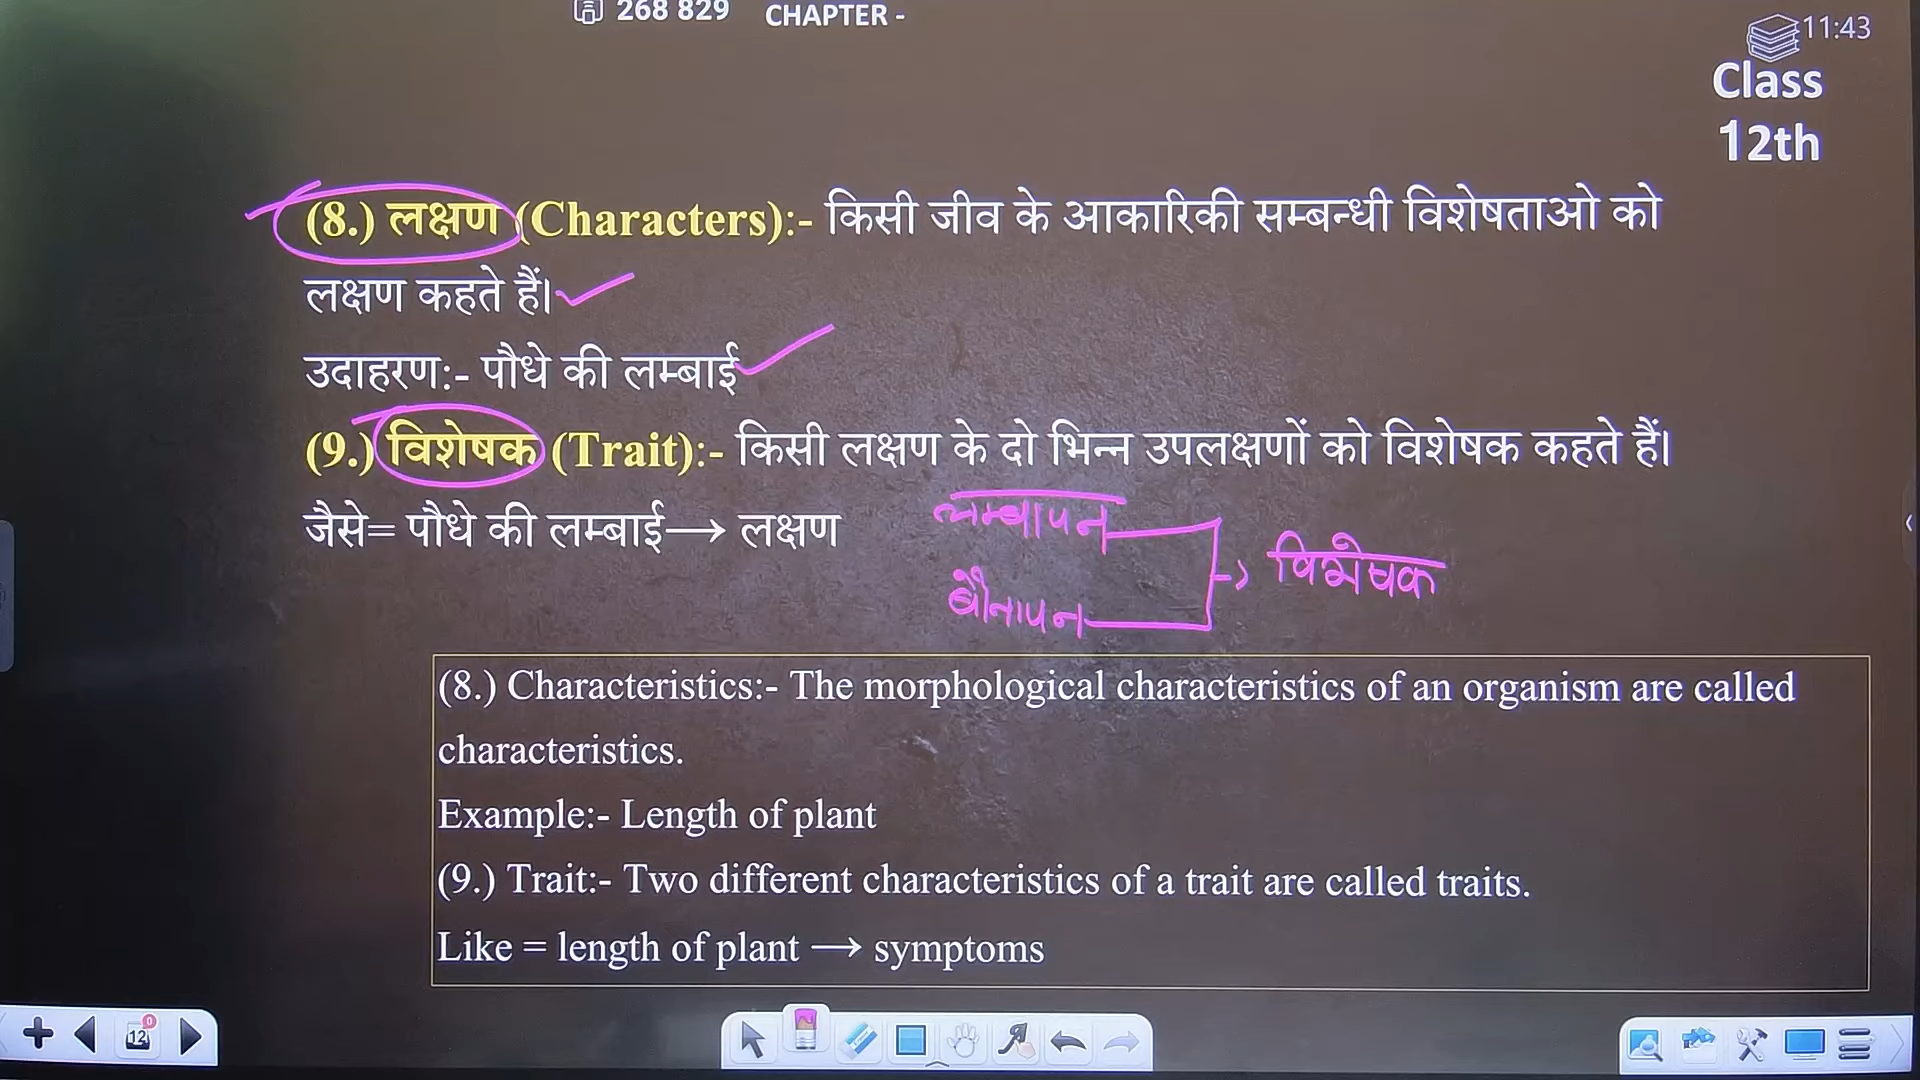 268 829 CHAPTER -
11:43
Class
12th
(8.) लक्षण (Characters):- किसी जीव के आकारिकी सम्बन्धी विशेषताओ को
लक्षण कहते हैं।
उदाहरण:- पौधे की लम्बाई
(9.) विशेषक (Trait):- किसी लक्षण के दो भिन्न उपलक्षणों को विशेषक कहते हैं।
जैसे= पौधे की लम्बाई→ लक्षण
लम्बापन
बौनापन
→ विशेषक
(8.) Characteristics:- The morphological characteristics of an organism are called
characteristics.
Example:- Length of plant
(9.) Trait:- Two different characteristics of a trait are called traits.
Like = length of plant → symptoms
12
0